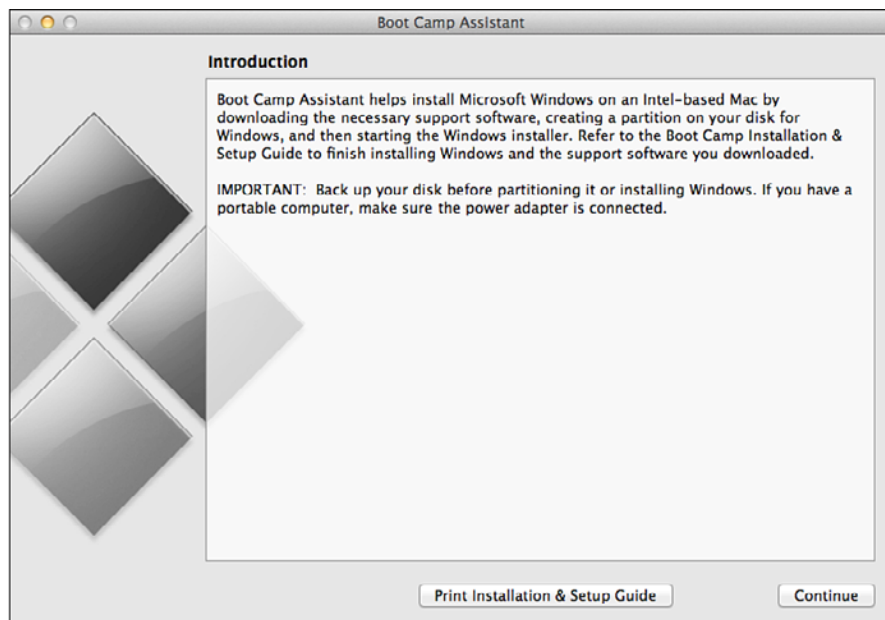 Boot Camp Assistant
Introduction
Boot Camp Assistant helps install Microsoft Windows on an Intel-based Mac by
downloading the necessary support software, creating a partition on your disk for
Windows, and then starting the Windows installer. Refer to the Boot Camp Installation &
Setup Guide to finish installing Windows and the support software you downloaded.
IMPORTANT: Back up your disk before partitioning it or installing Windows. If you have a
portable computer, make sure the power adapter is connected.
Print Installation & Setup Guide
Continue